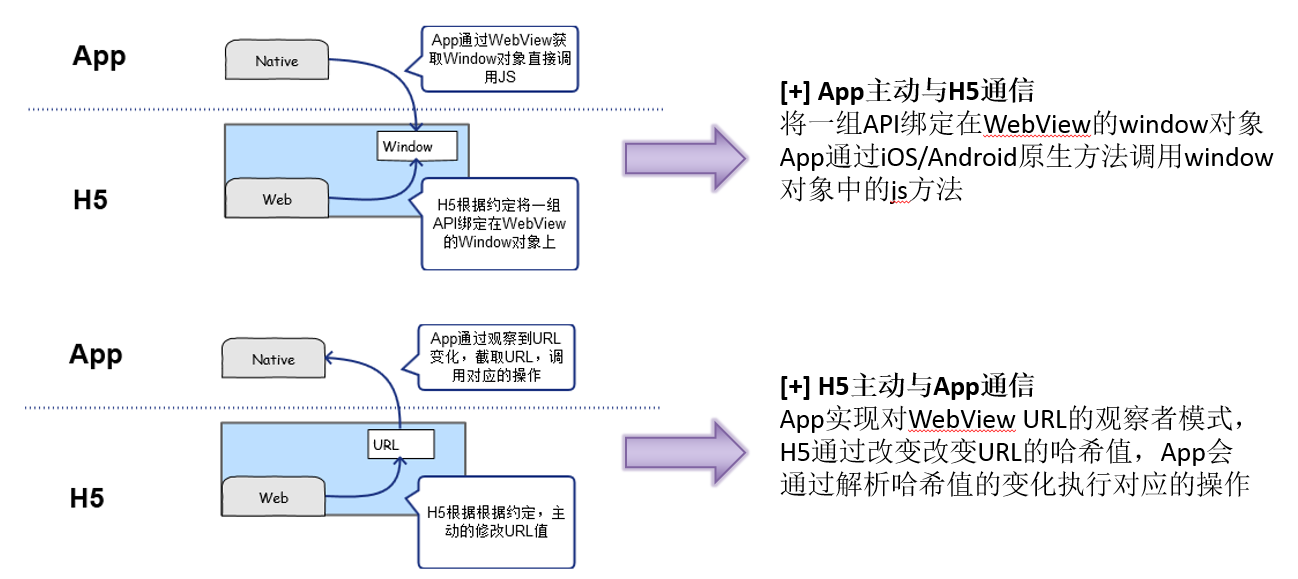 App
Native
App通过WebView获
取Window对象直接调
用JS
H5
Window
Web
H5根据约定将一组
API绑定在WebView
的Window对象上
[+] App主动与H5通信
将一组API绑定在WebView的window对象
App通过iOS/Android原生方法调用window
对象中的js方法
App
Native
App通过观察到URL
变化，截取URL，调
用对应的操作
H5
URL
Web
H5根据根据约定，主
动的修改URL值
[+] H5主动与App通信
App实现对WebView URL的观察者模式，
H5通过改变改变URL的哈希值，App会
通过解析哈希值的变化执行对应的操作